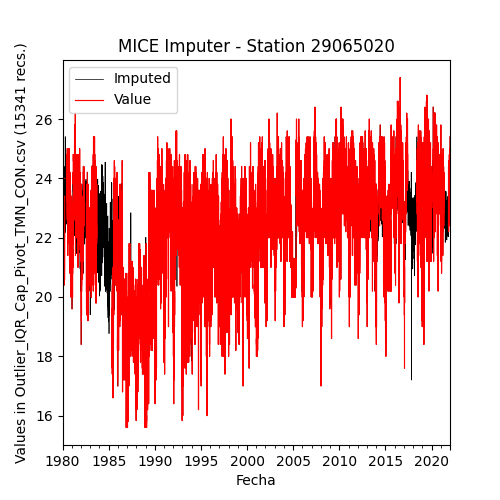 MICE Imputer - Station 29065020
Imputed
Value
Values in Outlier_IQR_Cap_Pivot_TMN_CON.csv (15341 recs.)
26
24
22
20
18
16
1980 1985 1990 1995 2000 2005 2010 2015 2020
Fecha